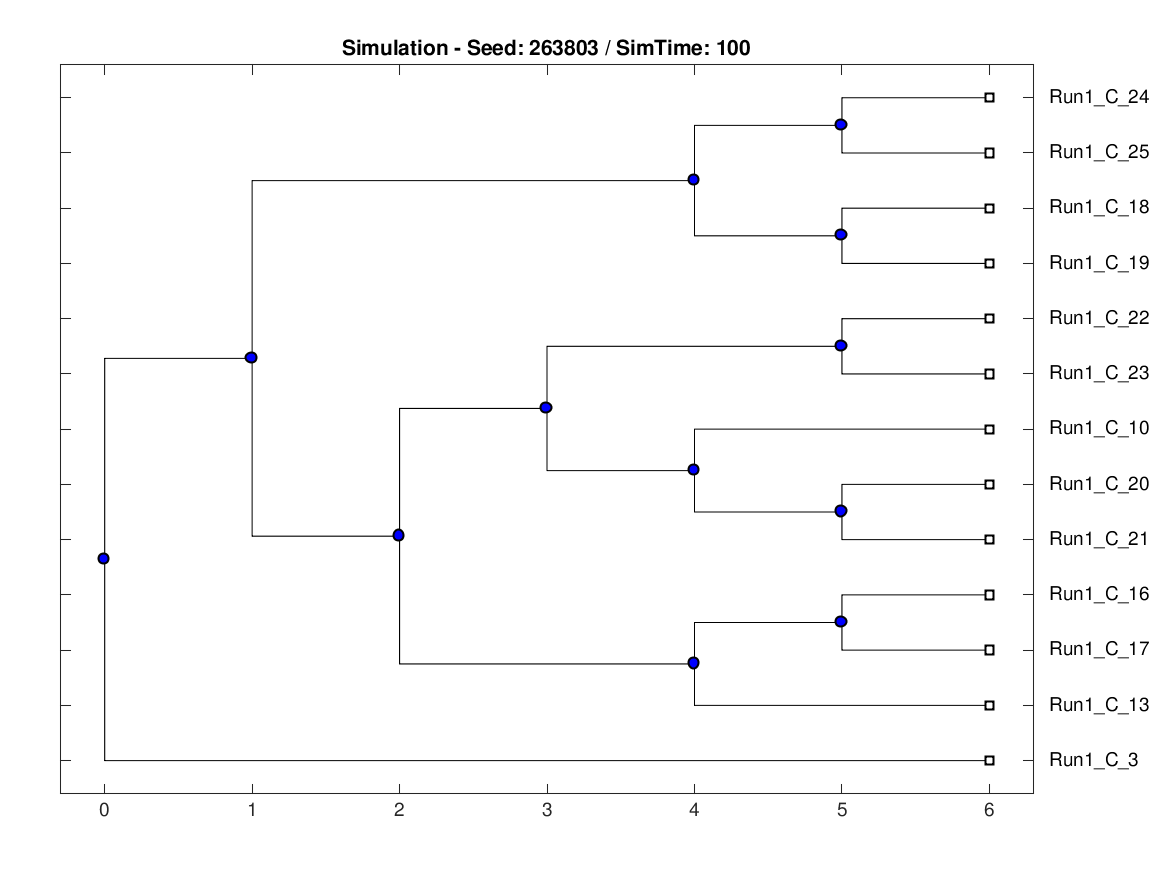 Simulation - Seed: 263803 / SimTime: 100
Run1_C_24
Run1_C_25
Run1_C_18
Run1_C_19
Run1_C_22
Run1_C_23
Run1_C_10
Run1_C_20
Run1_C_21
Run1_C_16
Run1_C_17
Run1_C_13
Run1_C_3
0 1 2 3 4 5 6